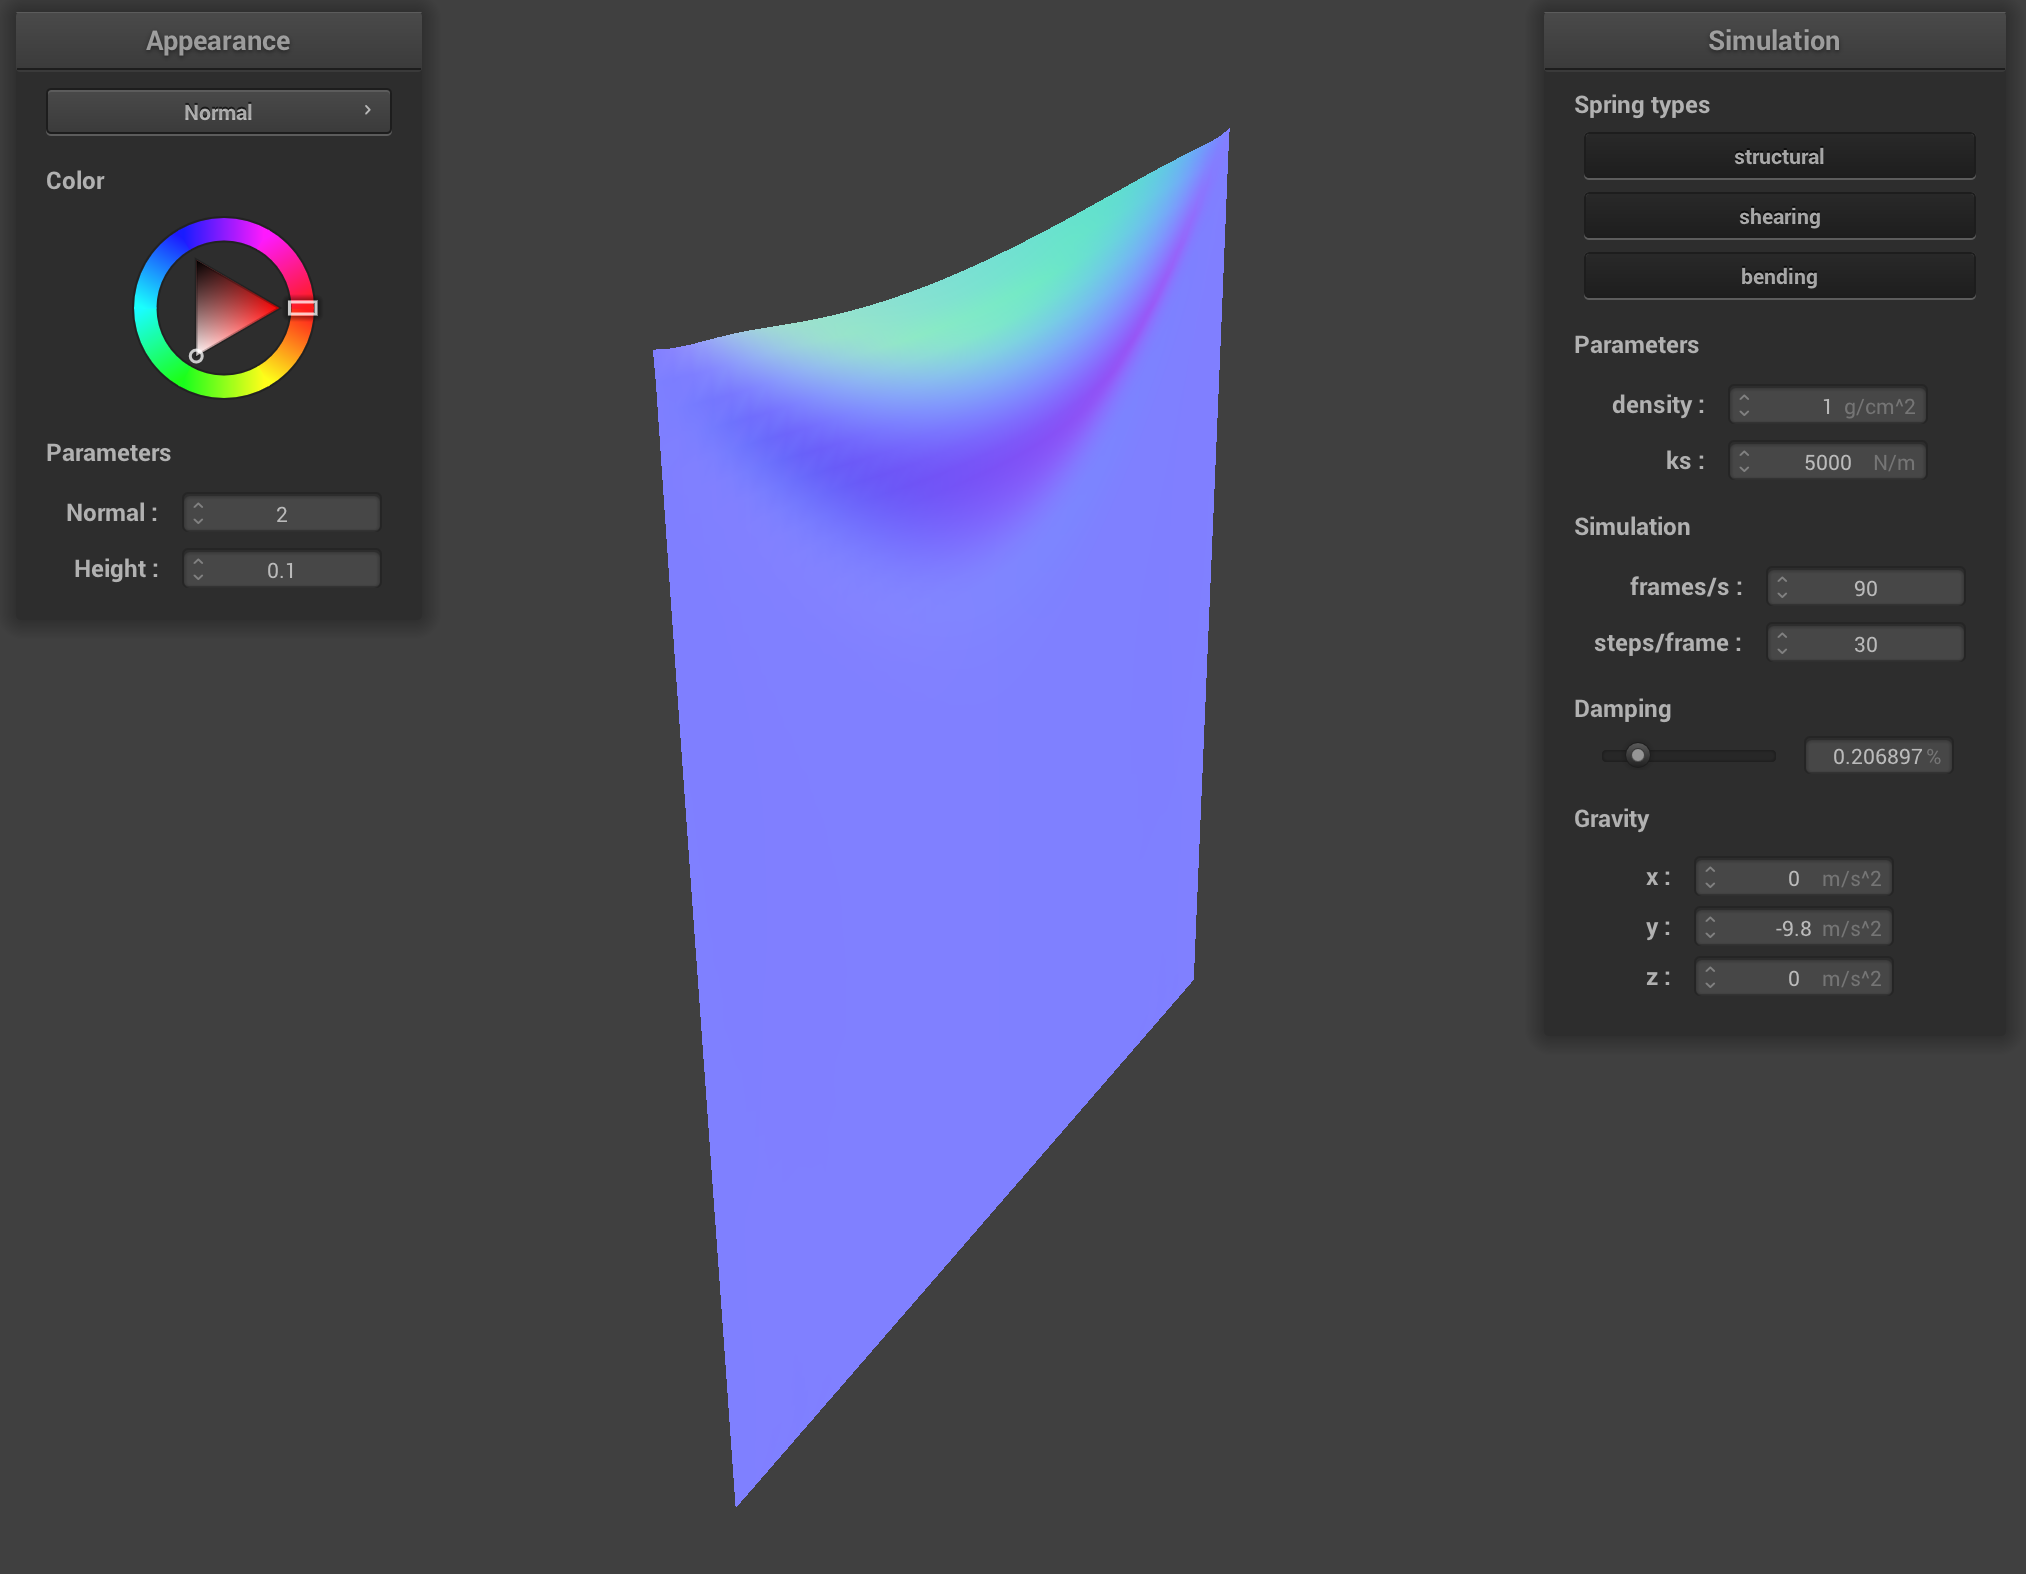 Appearance
Normal
Color
Parameters
Normal : 2
Height : 0.1
Simulation
Spring types
structural
shearing
bending
Parameters
density : 1 g/cm^2
ks : 5000 N/m
Simulation
frames/s : 90
steps/frame : 30
Damping
0.206897 %
Gravity
x : 0 m/s^2
y : -9.8 m/s^2
z : 0 m/s^2